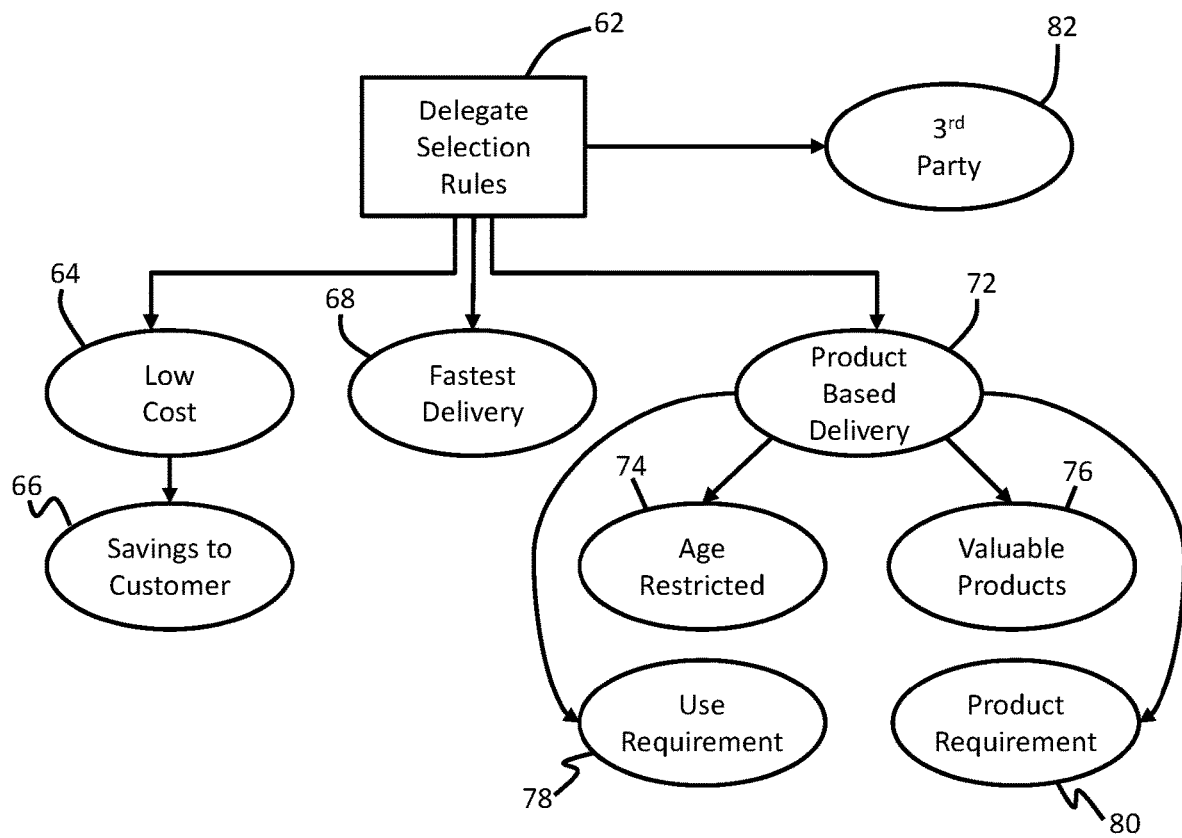 62
82
Delegate
Selection
Rules
3rd
Party
64
68
72
Low
Cost
Fastest
Delivery
Product
Based
Delivery
66
74
76
Savings to
Customer
Age
Restricted
Valuable
Products
Use
Requirement
Product
Requirement
78
80